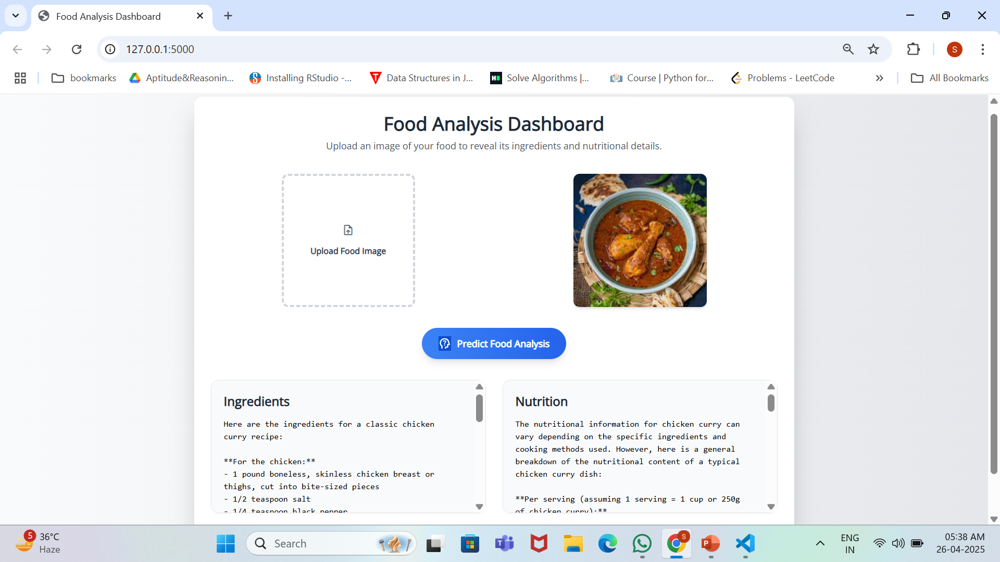 Food Analysis Dashboard
127.0.0.1:5000
S
bookmarks
Aptitude&Reasonin...
Installing RStudio -...
Data Structures in J...
Solve Algorithms |...
Course | Python for...
Problems - LeetCode
All Bookmarks
Food Analysis Dashboard
Upload an image of your food to reveal its ingredients and nutritional details.
Upload Food Image
Predict Food Analysis
Ingredients
Here are the ingredients for a classic chicken
curry recipe:
**For the chicken:**
- 1 pound boneless, skinless chicken breast or
thighs, cut into bite-sized pieces
- 1/2 teaspoon salt
- 1/4 teaspoon black pepper
Nutrition
The nutritional information for chicken curry can
vary depending on the specific ingredients and
cooking methods used. However, here is a general
breakdown of the nutritional content of a typical
chicken curry dish:
**Per serving (assuming 1 serving = 1 cup or 250g
of chicken curry):**
5
36°C
Haze
Search
S
ENG
IN
05:38 AM
26-04-2025